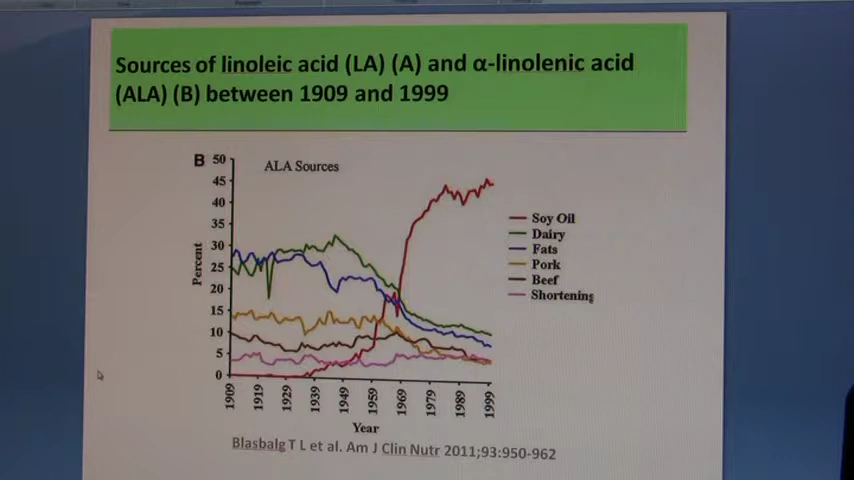 Sources of linoleic acid (LA) (A) and α-linolenic acid
(ALA) (B) between 1909 and 1999
B
ALA Sources
50
45
40
35
30
25
20
15
10
5
0
Percent
Soy Oil
Dairy
Fats
Pork
Beef
Shortening
1909 1919 1929 1939 1949 1959 1969 1979 1989 1999
Year
Blasbalg T L et al. Am J Clin Nutr 2011;93:950-962